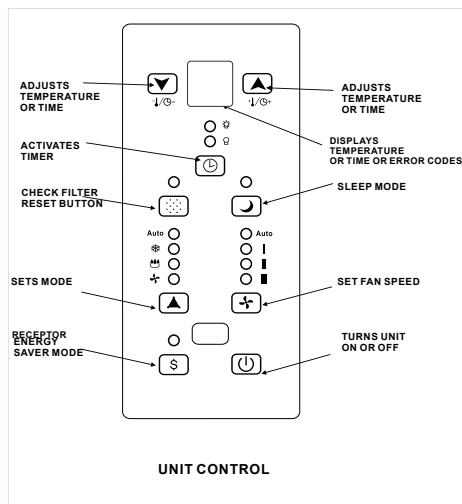 ADJUSTS
TEMPERATURE
OR TIME
ADJUSTS
TEMPERATURE
OR TIME
DISPLAYS
TEMPERATURE
OR TIME OR ERROR CODES
ACTIVATES
TIMER
CHECK FILTER
RESET BUTTON
SLEEP MODE
Auto
Auto
SETS MODE
SET FAN SPEED
RECEPTOR
ENERGY
SAVER MODE
$
TURNS UNIT
ON OR OFF
UNIT CONTROL